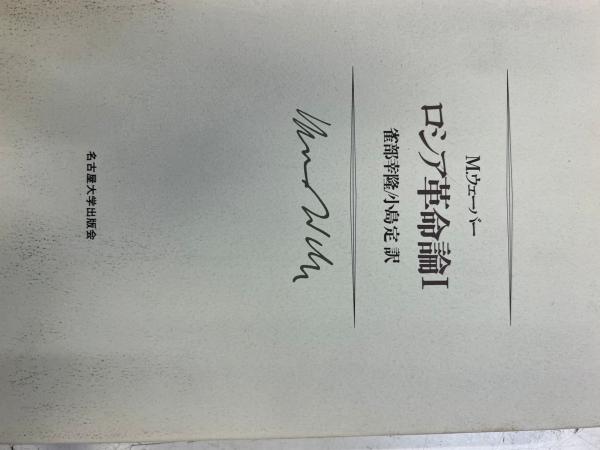 M.ウェーバー
ロシア革命論I
雀部幸隆/小島定 訳
名古屋大学出版会